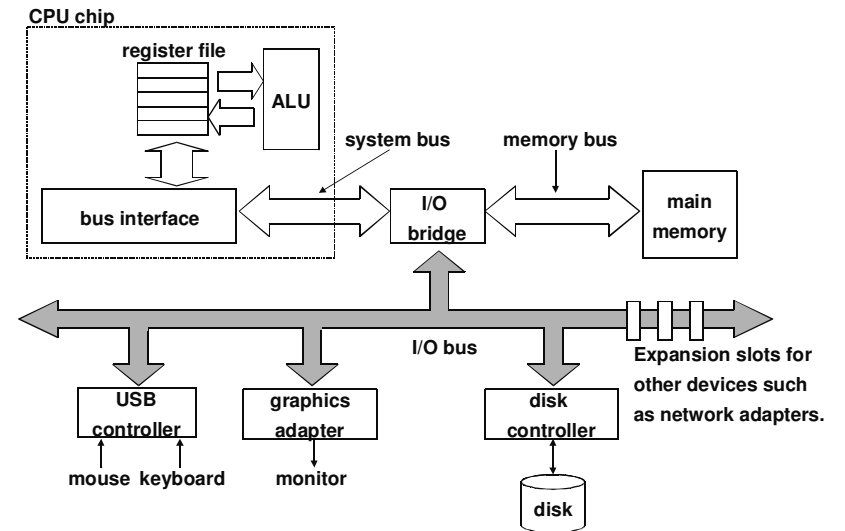 CPU chip
register file
ALU
system bus
memory bus
bus interface
I/O
bridge
main
memory
I/O bus
Expansion slots for
other devices such
as network adapters.
USB
controller
graphics
adapter
disk
controller
mouse keyboard
monitor
disk